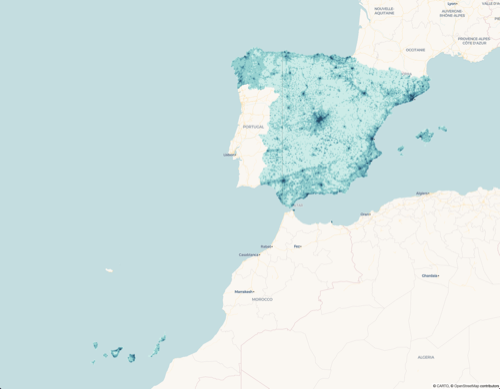 NOUVELLE-
AQUITAINE
Lyon
AUVERGNE-
RHÔNE-ALPES
OCCITANIE
PROVENCE-ALPES-
CÔTE D'AZUR
PORTUGAL
Lisbon
Algiers
Oran
Rabat
Fes
Casablanca
Ghardaia
Marrakesh
MOROCCO
ALGERIA
© CARTO, © OpenStreetMap contributors